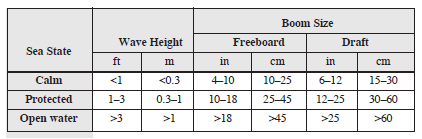 Boom Size
Sea State Wave Height Freeboard Draft
ft m in cm in cm
Calm <1 <0.3 4–10 10–25 6–12 15–30
Protected 1–3 0.3–1 10–18 25–45 12–25 30–60
Open water >3 >1 >18 >45 >25 >60